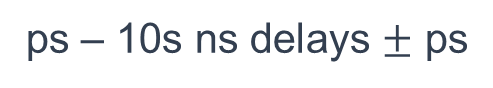 ps – 10s ns delays ± ps